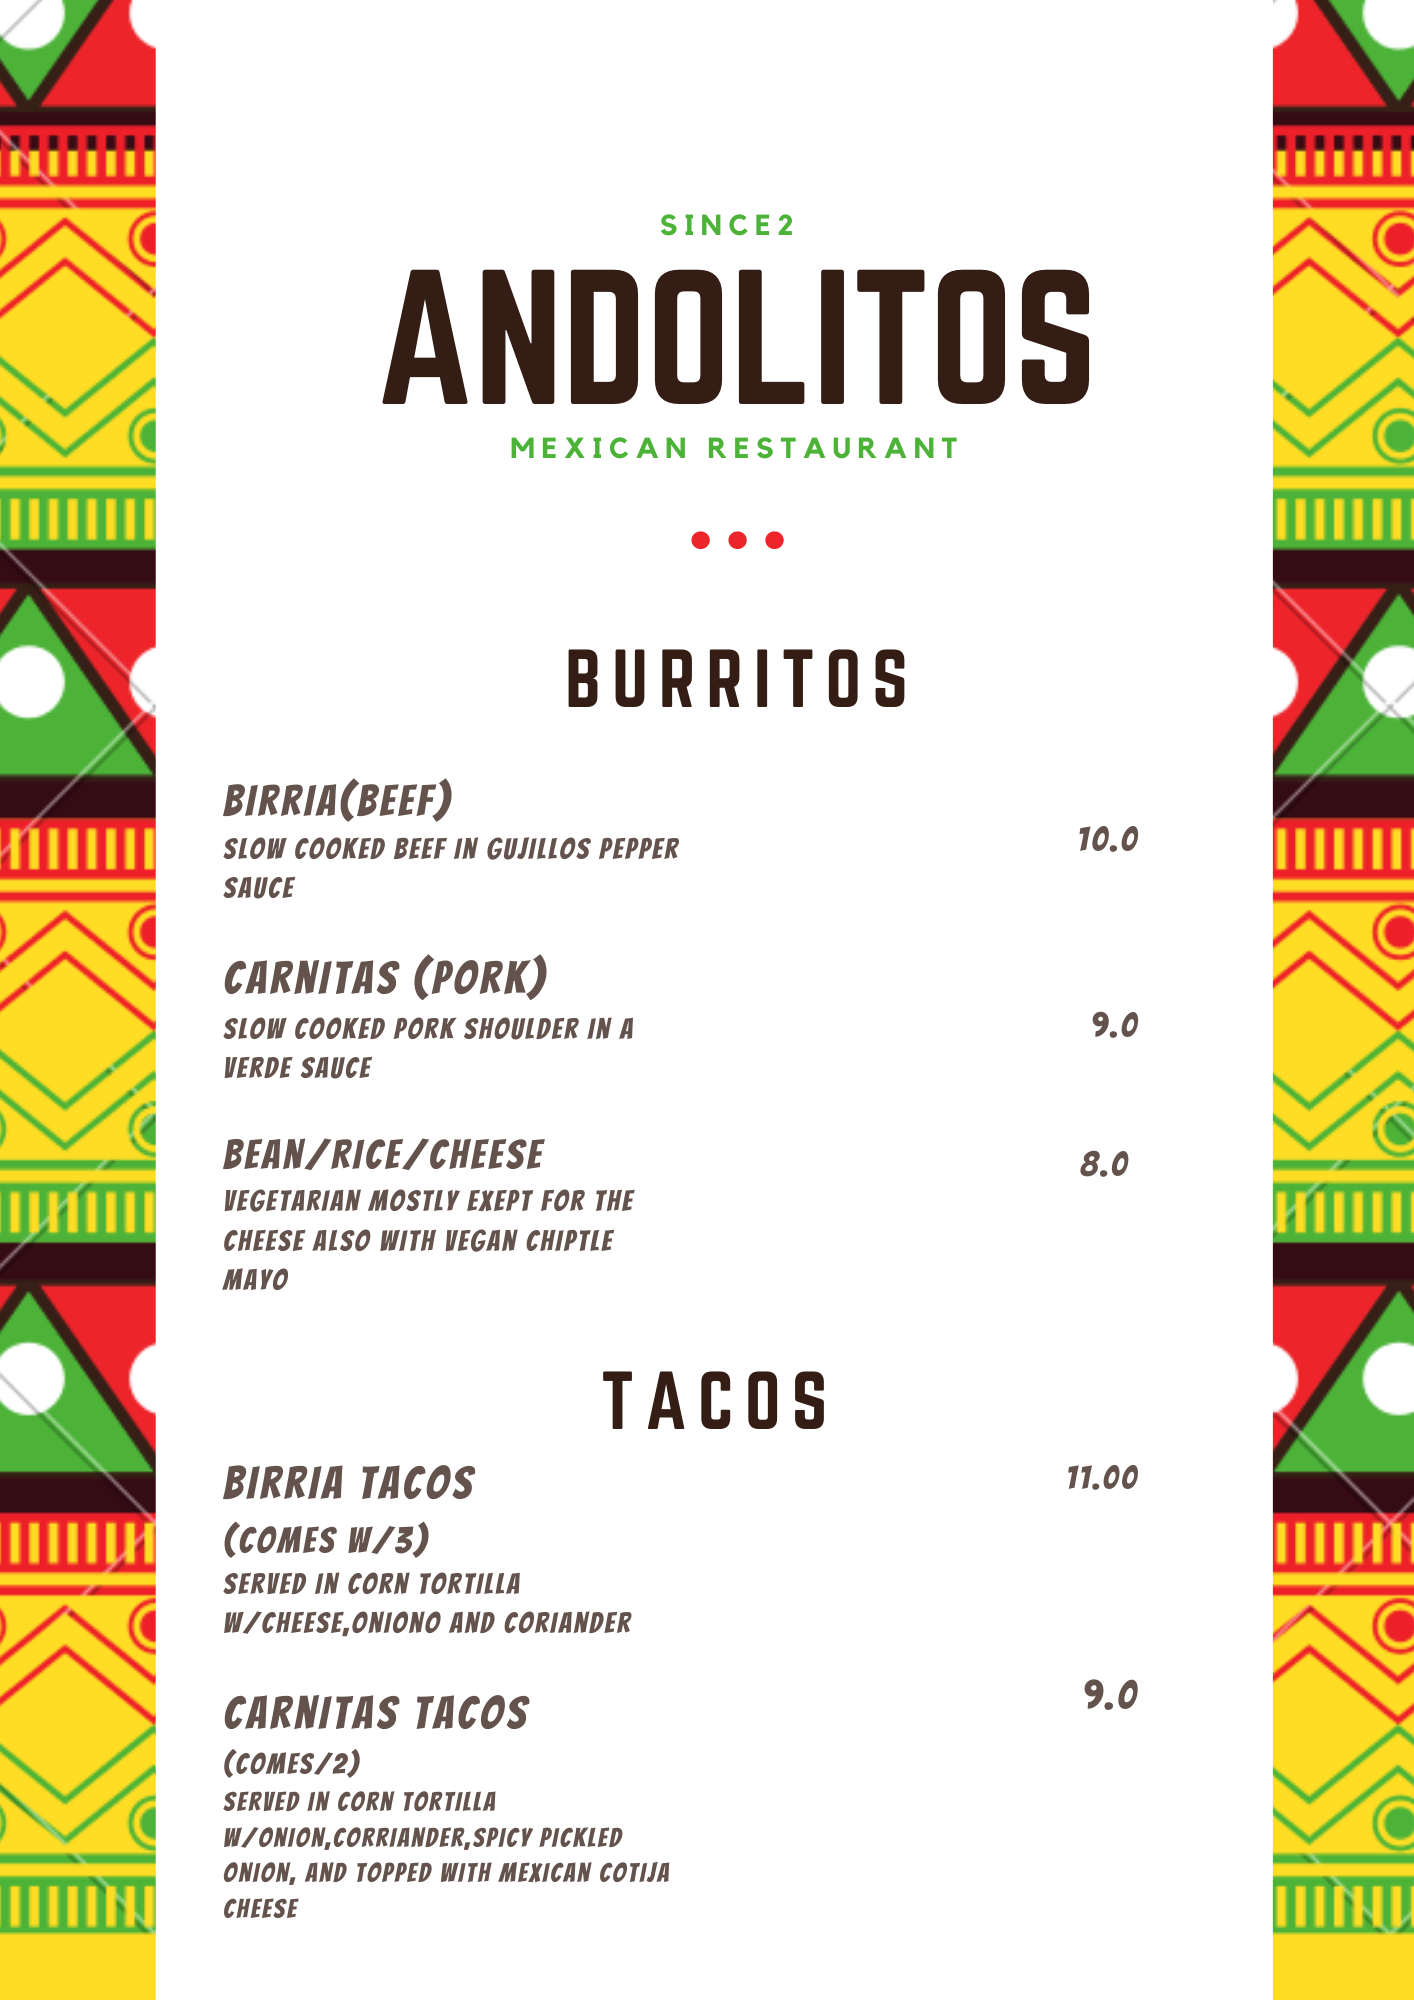 SINCE2
ANDOLITOS
MEXICAN RESTAURANT
BURRITOS
BIRRIA(BEEF)
10.0
SLOW COOKED BEEF IN GUJILLOS PEPPER
SAUCE
CARNITAS (PORK)
SLOW COOKED PORK SHOULDER IN A
9.0
VERDE SAUCE
BEAN/RICE/CHEESE
8.0
VEGETARIAN MOSTLY EXEPT FOR THE
CHEESE ALSO WITH VEGAN CHIPTLE
MAYO
TACOS
BIRRIA TACOS
11.00
(COMES W/3)
SERVED IN CORN TORTILLA
W/CHEESE,ONIONO AND CORIANDER
CARNITAS TACOS
9.0
(COMES/2)
SERVED IN CORN TORTILLA
W/ONION,CORRIANDER,SPICY PICKLED
ONION, AND TOPPED WITH MEXICAN COTIJA
CHEESE